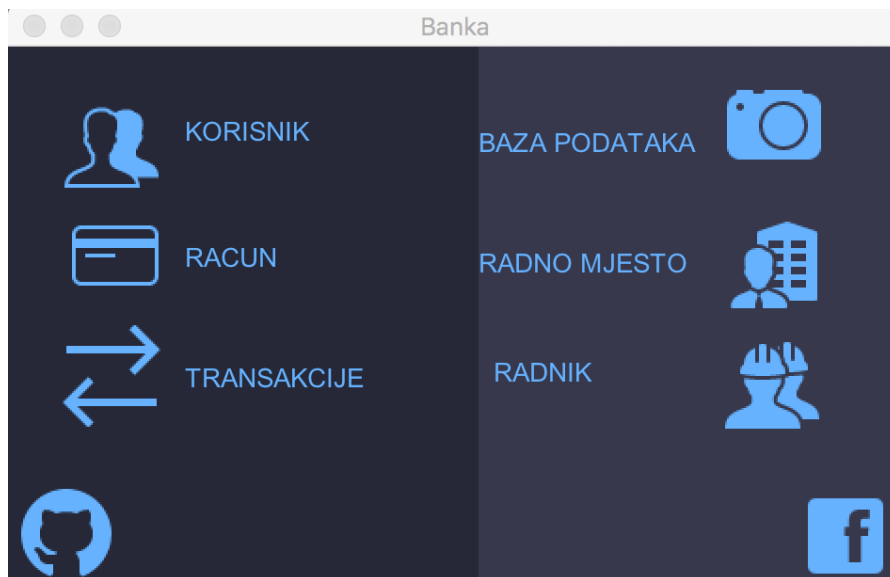 Banka
KORISNIK
RACUN
TRANSAKCIJE
BAZA PODATAKA
RADNO MJESTO
RADNIK